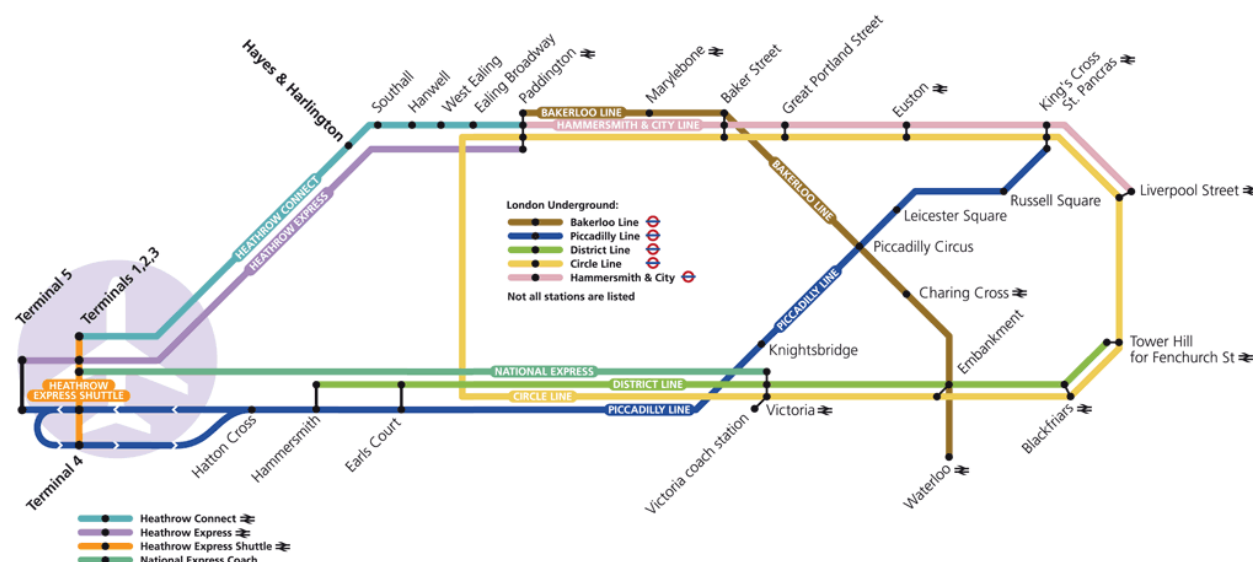 Hayes & Harlington
Southall
Hanwell
West Ealing
Ealing Broadway
Paddington
Marylebone
Baker Street
Great Portland Street
Euston
King's Cross
St. Pancras
BAKERLOO LINE
HAMMERSMITH & CITY LINE
HEATHROW CONNECT
HEATHROW EXPRESS
BAKERLOO LINE
London Underground:
Bakerloo Line
Piccadilly Line
District Line
Circle Line
Hammersmith & City
Not all stations are listed
Liverpool Street
Russell Square
Leicester Square
Piccadilly Circus
PICCADILLY LINE
Charing Cross
Terminal 5
Terminals 1,2,3
Knightsbridge
Embankment
Tower Hill
for Fenchurch St
HEATHROW
EXPRESS SHUTTLE
NATIONAL EXPRESS
DISTRICT LINE
CIRCLE LINE
PICCADILLY LINE
Victoria
Blackfriars
Terminal 4
Hatton Cross
Hammersmith
Earls Court
Victoria coach station
Waterloo
Heathrow Connect
Heathrow Express
Heathrow Express Shuttle
National Express Coach